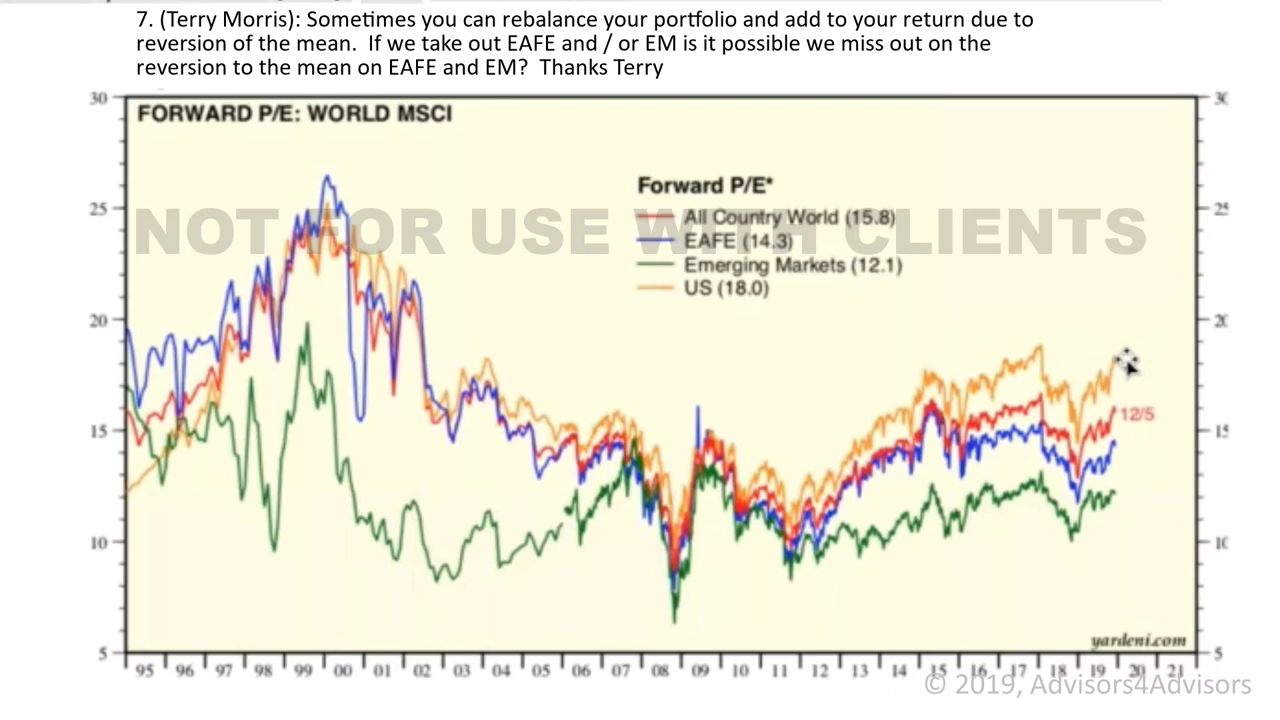 7. (Terry Morris): Sometimes you can rebalance your portfolio and add to your return due to
reversion of the mean.  If we take out EAFE and / or EM is it possible we miss out on the
reversion to the mean on EAFE and EM?  Thanks Terry
FORWARD P/E: WORLD MSCI
Forward P/E*
All Country World (15.8)
EAFE (14.3)
Emerging Markets (12.1)
US (18.0)
NOT FOR USE WITH CLIENTS
30
25
20
15
10
5
25
15
5
12/5
yardeni.com
95 96 97 98 99 00 01 02 03 04 05 06 07 08 09 10 11 12 13 14 15 16 17 18 19 20 21
© 2019, Advisors4Advisors